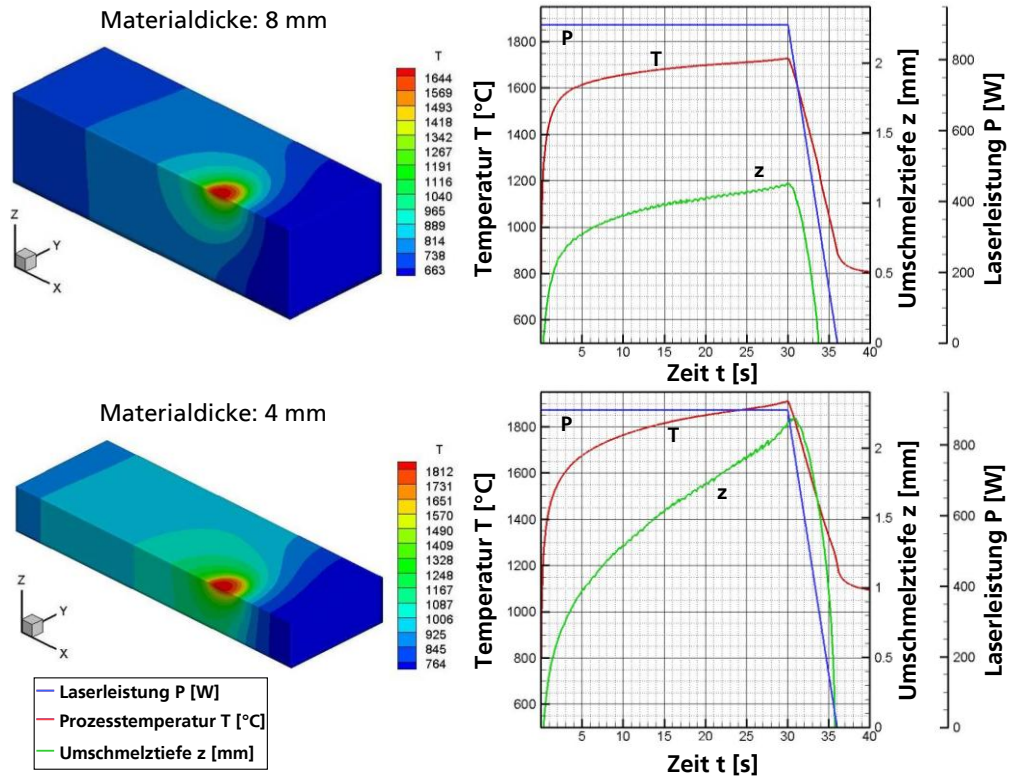 Materialdicke: 8 mm
T
1644
1569
1493
1418
1342
1267
1191
1116
1040
965
889
814
738
663
Z
Y
X
Temperatur T [°C]
1800
1600
1400
1200
1000
800
600
P
T
z
5 10 15 20 25 30 35 40
Zeit t [s]
2
1.5
1
0.5
0
Umschmelztiefe z [mm]
800
600
400
200
0
Laserleistung P [W]
Materialdicke: 4 mm
T
1812
1731
1651
1570
1490
1409
1328
1248
1167
1087
1006
925
845
764
Z
Y
X
Temperatur T [°C]
1800
1600
1400
1200
1000
800
600
P
T
z
5 10 15 20 25 30 35 40
Zeit t [s]
2
1.5
1
0.5
0
Umschmelztiefe z [mm]
800
600
400
200
0
Laserleistung P [W]
Laserleistung P [W]
Prozesstemperatur T [°C]
Umschmelztiefe z [mm]